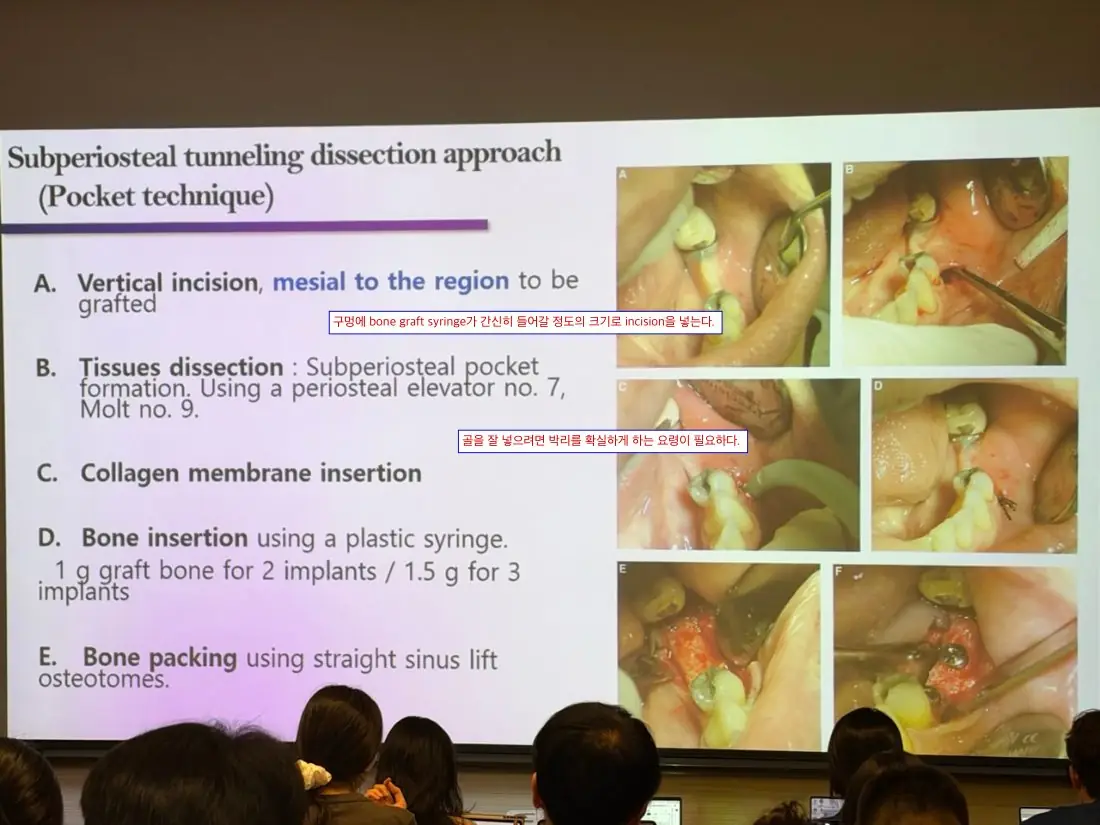 Subperiosteal tunneling dissection approach
(Pocket technique)
A. Vertical incision, mesial to the region to be
grafted
구멍에 bone graft syringe가 간신히 들어갈 정도의 크기로 incision을 넣는다.
B. Tissues dissection : Subperiosteal pocket
formation. Using a periosteal elevator no. 7,
Molt no. 9.
골을 잘 넣으려면 박리를 확실하게 하는 요령이 필요하다.
C. Collagen membrane insertion
D. Bone insertion using a plastic syringe.
1 g graft bone for 2 implants / 1.5 g for 3
implants
E. Bone packing using straight sinus lift
osteotomes.
A
B
C
D
E
F